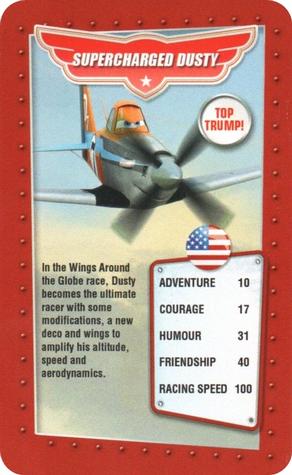 SUPERCHARGED DUSTY
TOP
TRUMP!
In the Wings Around
the Globe race, Dusty
becomes the ultimate
racer with some
modifications, a new
deco and wings to
amplify his altitude,
speed and
aerodynamics.
ADVENTURE 10
COURAGE 17
HUMOUR 31
FRIENDSHIP 40
RACING SPEED 100